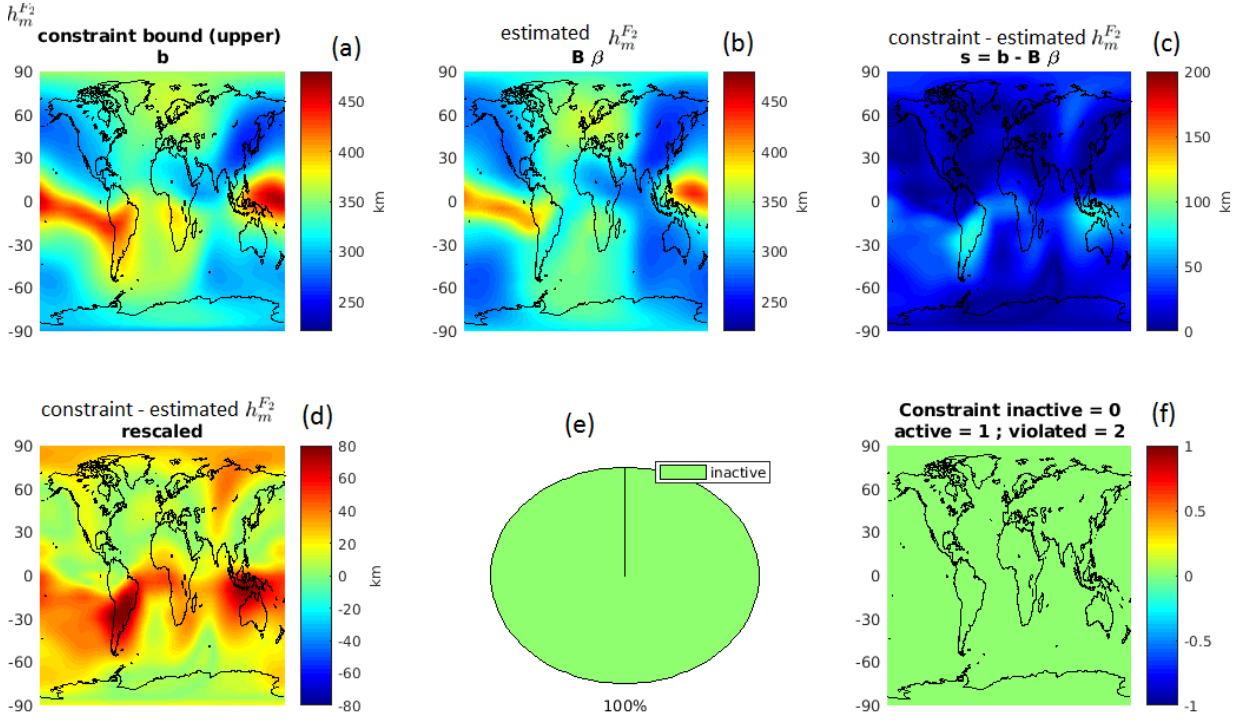 h_m^{F_2}
constraint bound (upper)
b
(a)
90
60
30
0
-30
-60
-90
450
400
350
300
250
km
estimated h_m^{F_2}
B β
(b)
90
60
30
0
-30
-60
-90
450
400
350
300
250
km
constraint - estimated h_m^{F_2}
s = b - B β
(c)
90
60
30
0
-30
-60
-90
200
150
100
50
0
km
constraint - estimated h_m^{F_2}
rescaled
(d)
90
60
30
0
-30
-60
-90
80
60
40
20
0
-20
-40
-60
-80
km
(e)
inactive
100%
Constraint inactive = 0
active = 1 ; violated = 2
(f)
90
60
30
0
-30
-60
-90
1
0.5
0
-0.5
-1